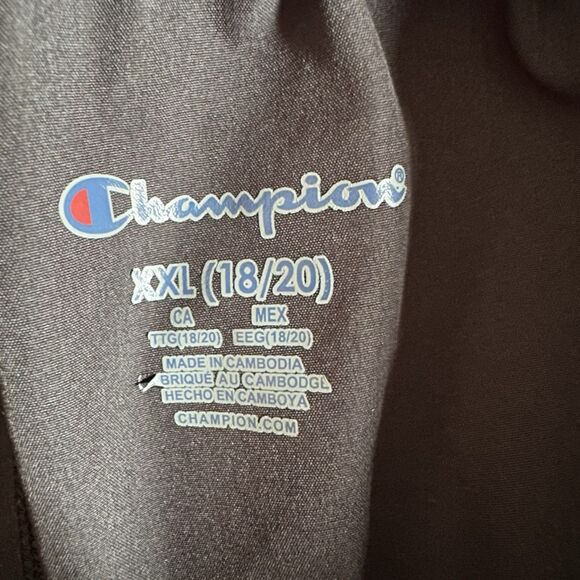 Champion®
XXL (18/20)
CA MEX
TTG(18/20) EEG(18/20)
MADE IN CAMBODIA
BRIQUÉ AU CAMBODGE
HECHO EN CAMBOYA
CHAMPION.COM